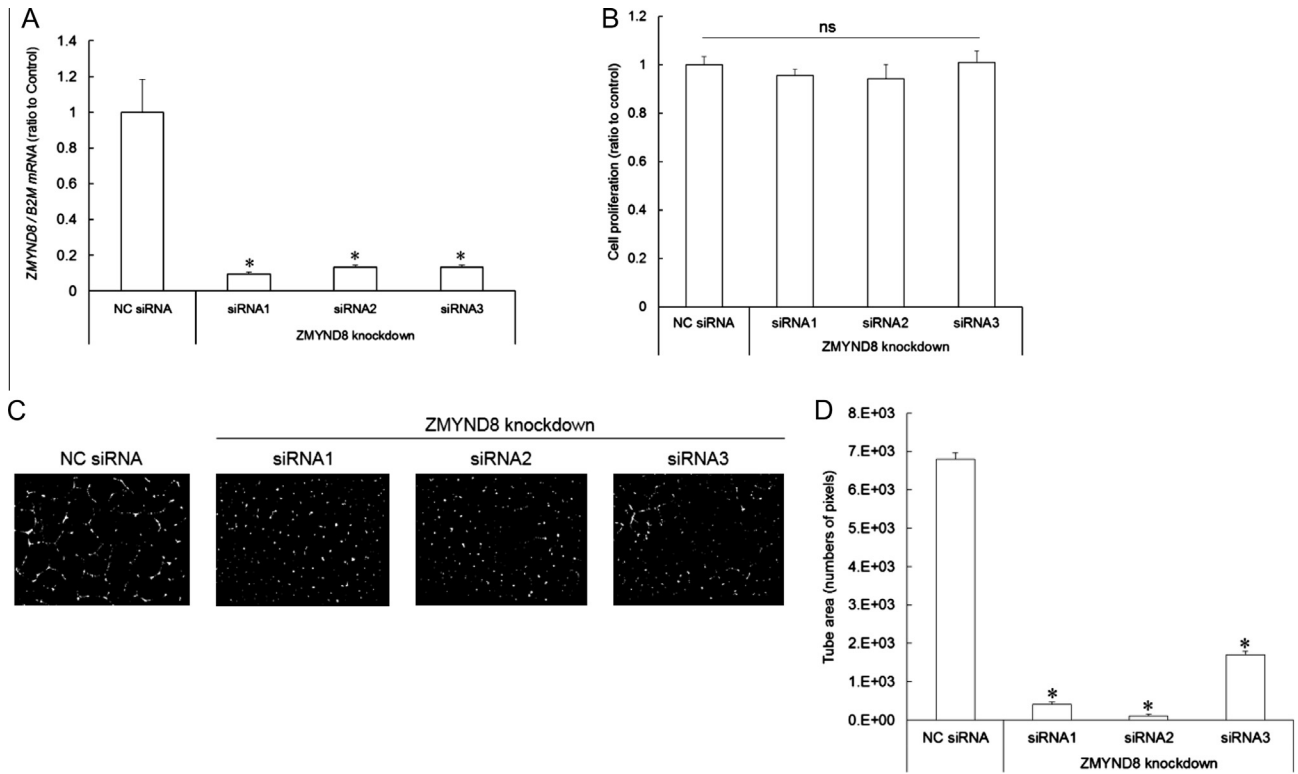 A
ZMYND8 / B2M mRNA (ratio to Control)
1.4
1.2
1
0.8
0.6
0.4
0.2
0
* * *
NC siRNA siRNA1 siRNA2 siRNA3
ZMYND8 knockdown
B
Cell proliferation (ratio to control)
1.2
1
0.8
0.6
0.4
0.2
0
ns
NC siRNA siRNA1 siRNA2 siRNA3
ZMYND8 knockdown
C
ZMYND8 knockdown
NC siRNA siRNA1 siRNA2 siRNA3
D
Tube area (numbers of pixels)
8.E+03
7.E+03
6.E+03
5.E+03
4.E+03
3.E+03
2.E+03
1.E+03
0.E+00
* * *
NC siRNA siRNA1 siRNA2 siRNA3
ZMYND8 knockdown